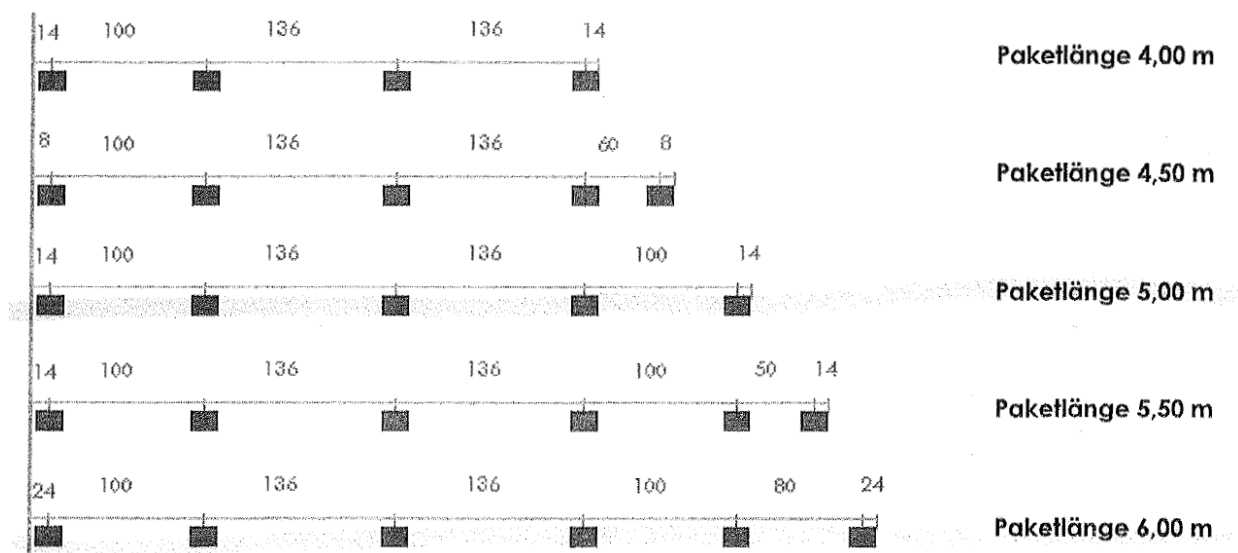 14 100 136 136 14
Paketlänge 4,00 m
8 100 136 136 60 8
Paketlänge 4,50 m
14 100 136 136 100 14
Paketlänge 5,00 m
14 100 136 136 100 50 14
Paketlänge 5,50 m
24 100 136 136 100 80 24
Paketlänge 6,00 m